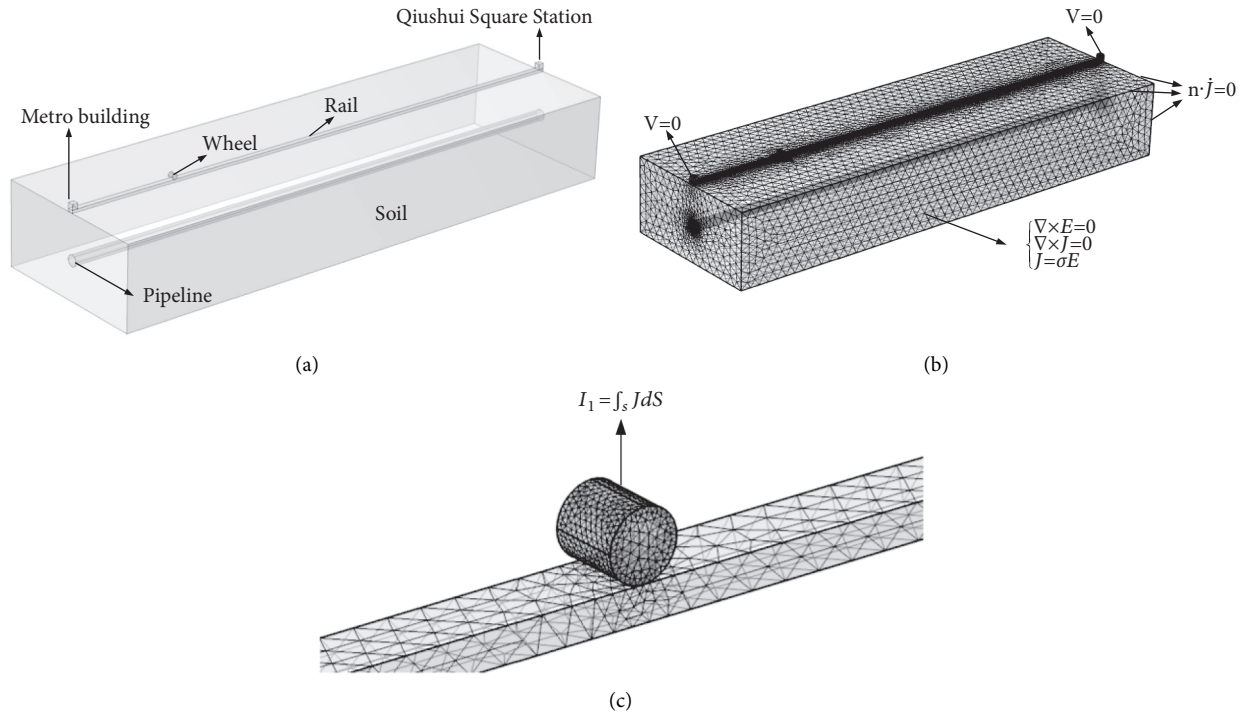 Qiushui Square Station
Metro building
Rail
Wheel
Soil
Pipeline
(a)
V=0
V=0
n·J̇=0
∇×E=0
∇×J=0
J=σE
(b)
I₁ = ∫ₛ JdS
(c)